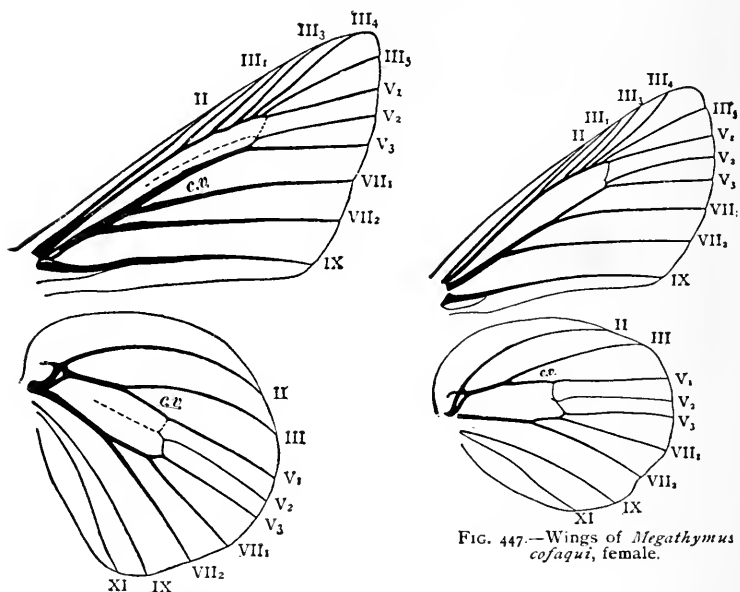 II
III₁
III₃
III₄
III₅
V₁
V₂
V₃
VII₁
VII₂
IX
c.v.
II
III
V₁
V₂
V₃
VII₁
VII₂
IX
XI
c.v.
II
III₁
III₃
III₄
III₅
V₁
V₂
V₃
VII₁
VII₂
IX
II
III
V₁
V₂
V₃
VII₁
VII₂
IX
XI
c.v.
FIG. 447.—Wings of Megathymus
cofaqui, female.